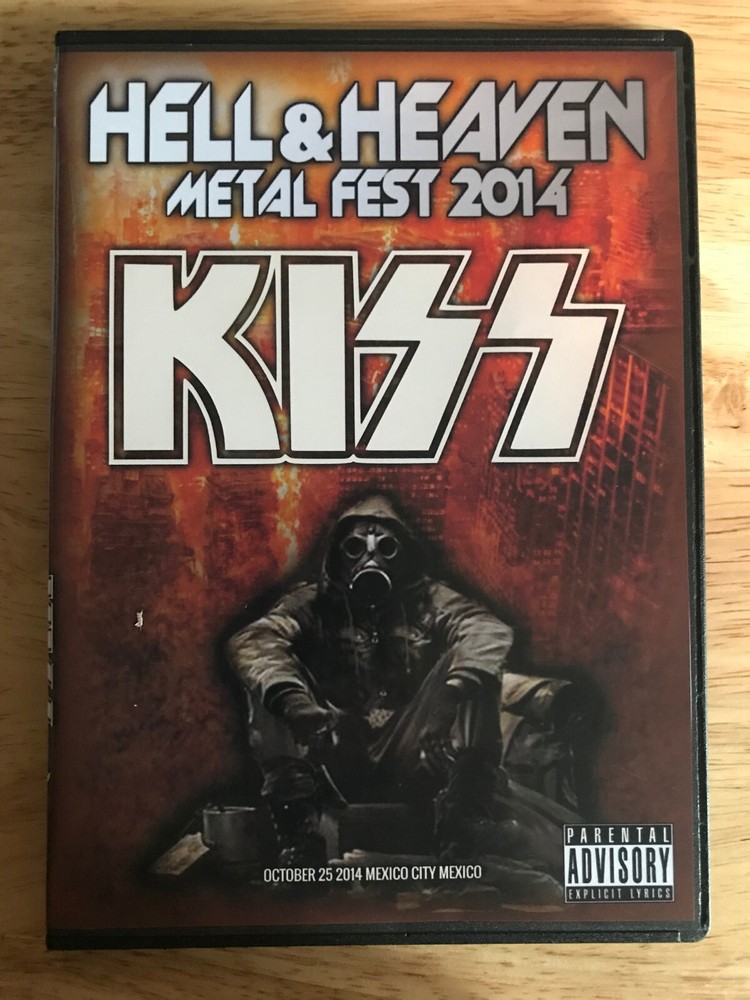 HELL & HEAVEN
METAL FEST 2014
KISS
OCTOBER 25 2014 MEXICO CITY MEXICO
PARENTAL
ADVISORY
EXPLICIT LYRICS